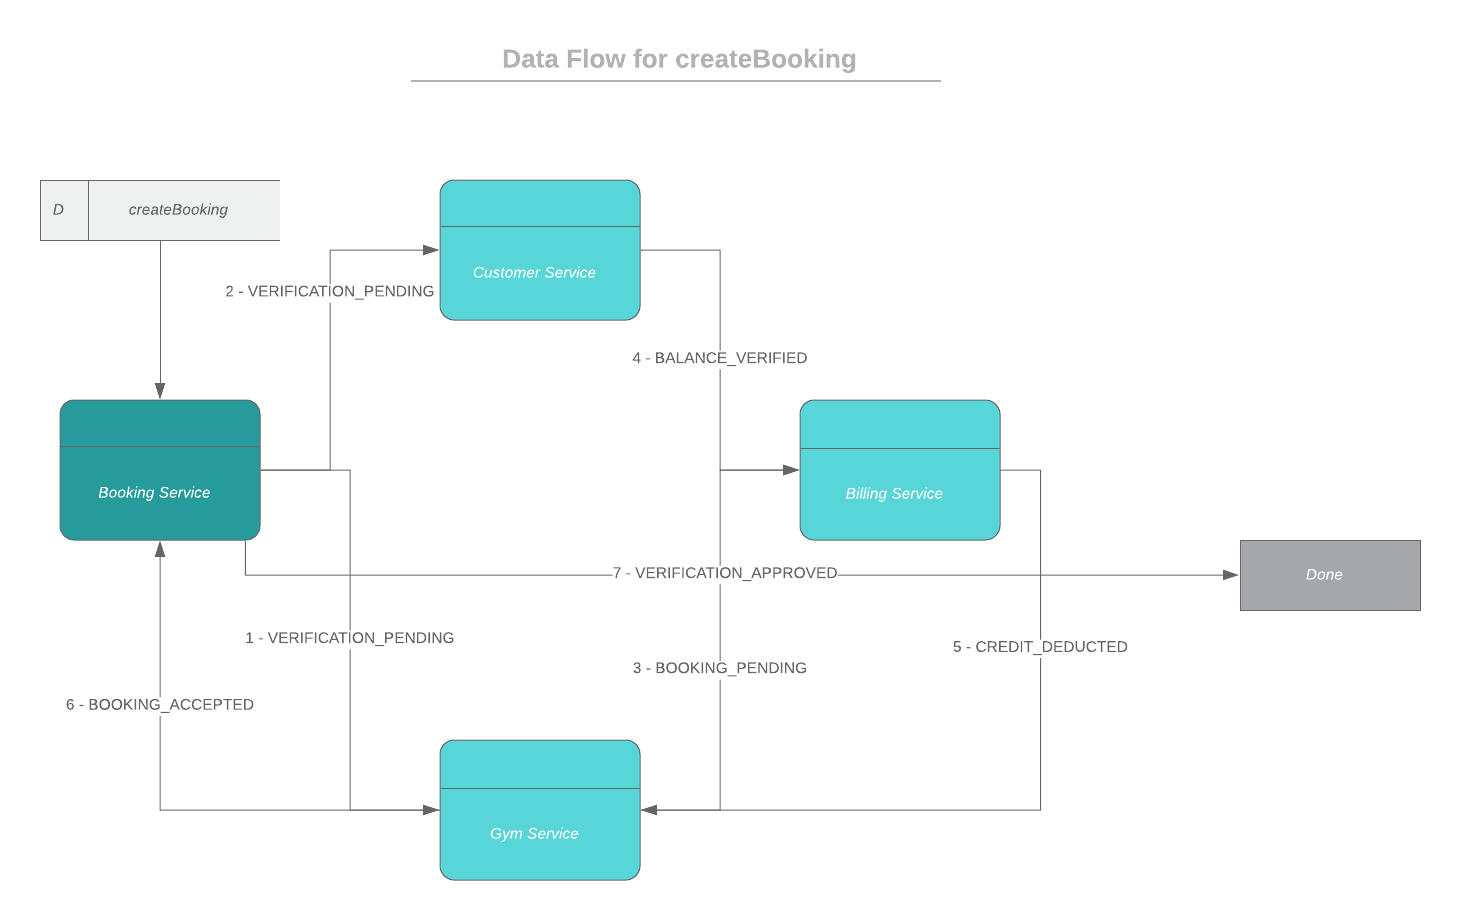 Data Flow for createBooking
D
createBooking
Customer Service
2 - VERIFICATION_PENDING
4 - BALANCE_VERIFIED
Booking Service
Billing Service
7 - VERIFICATION_APPROVED
Done
1 - VERIFICATION_PENDING
5 - CREDIT_DEDUCTED
3 - BOOKING_PENDING
6 - BOOKING_ACCEPTED
Gym Service